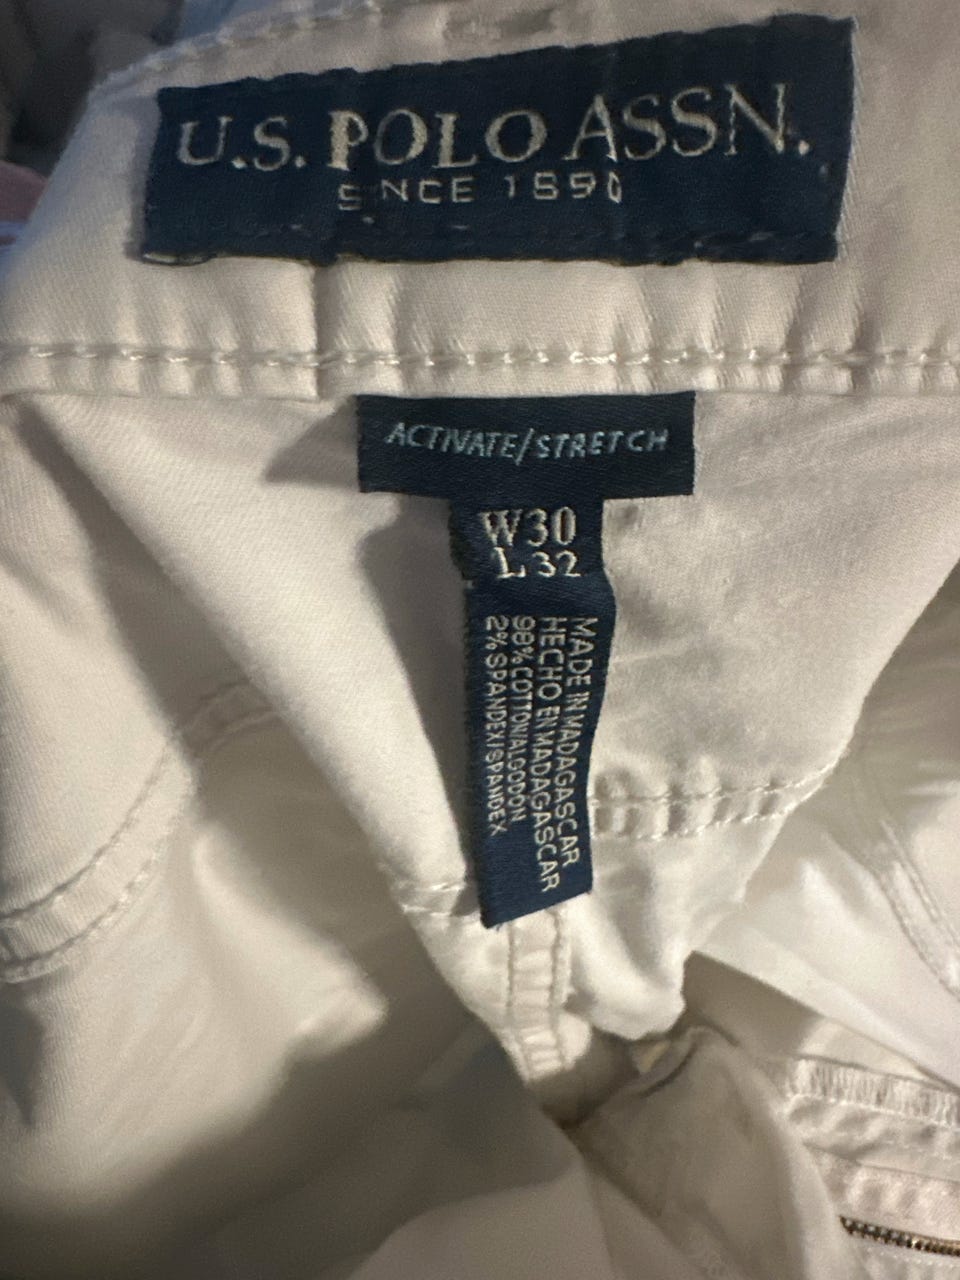 U.S. POLO ASSN.
SINCE 1890
ACTIVATE/STRETCH
W30
L32
MADE IN MADAGASCAR
HECHO EN MADAGASCAR
98% COTTON/ALGODON
2% SPANDEX/SPANDEX